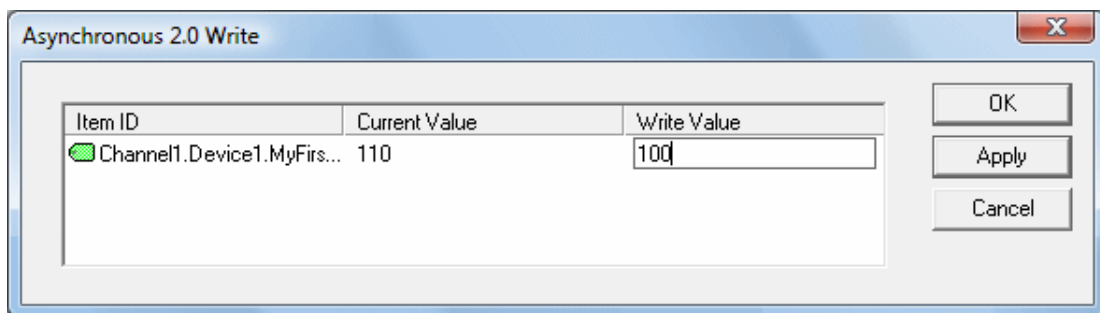 Asynchronous 2.0 Write
Item ID Current Value Write Value
Channel1.Device1.MyFirs... 110 100
OK
Apply
Cancel